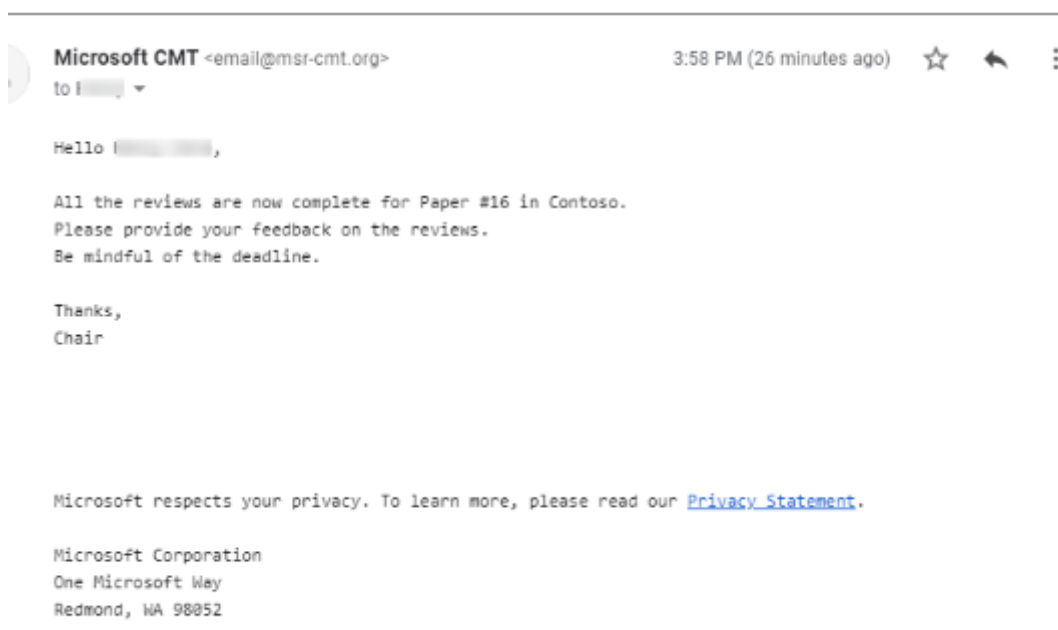 Microsoft CMT <email@msr-cmt.org> 3:58 PM (26 minutes ago)
to
Hello ,
All the reviews are now complete for Paper #16 in Contoso.
Please provide your feedback on the reviews.
Be mindful of the deadline.
Thanks,
Chair
Microsoft respects your privacy. To learn more, please read our Privacy Statement.
Microsoft Corporation
One Microsoft Way
Redmond, WA 98052